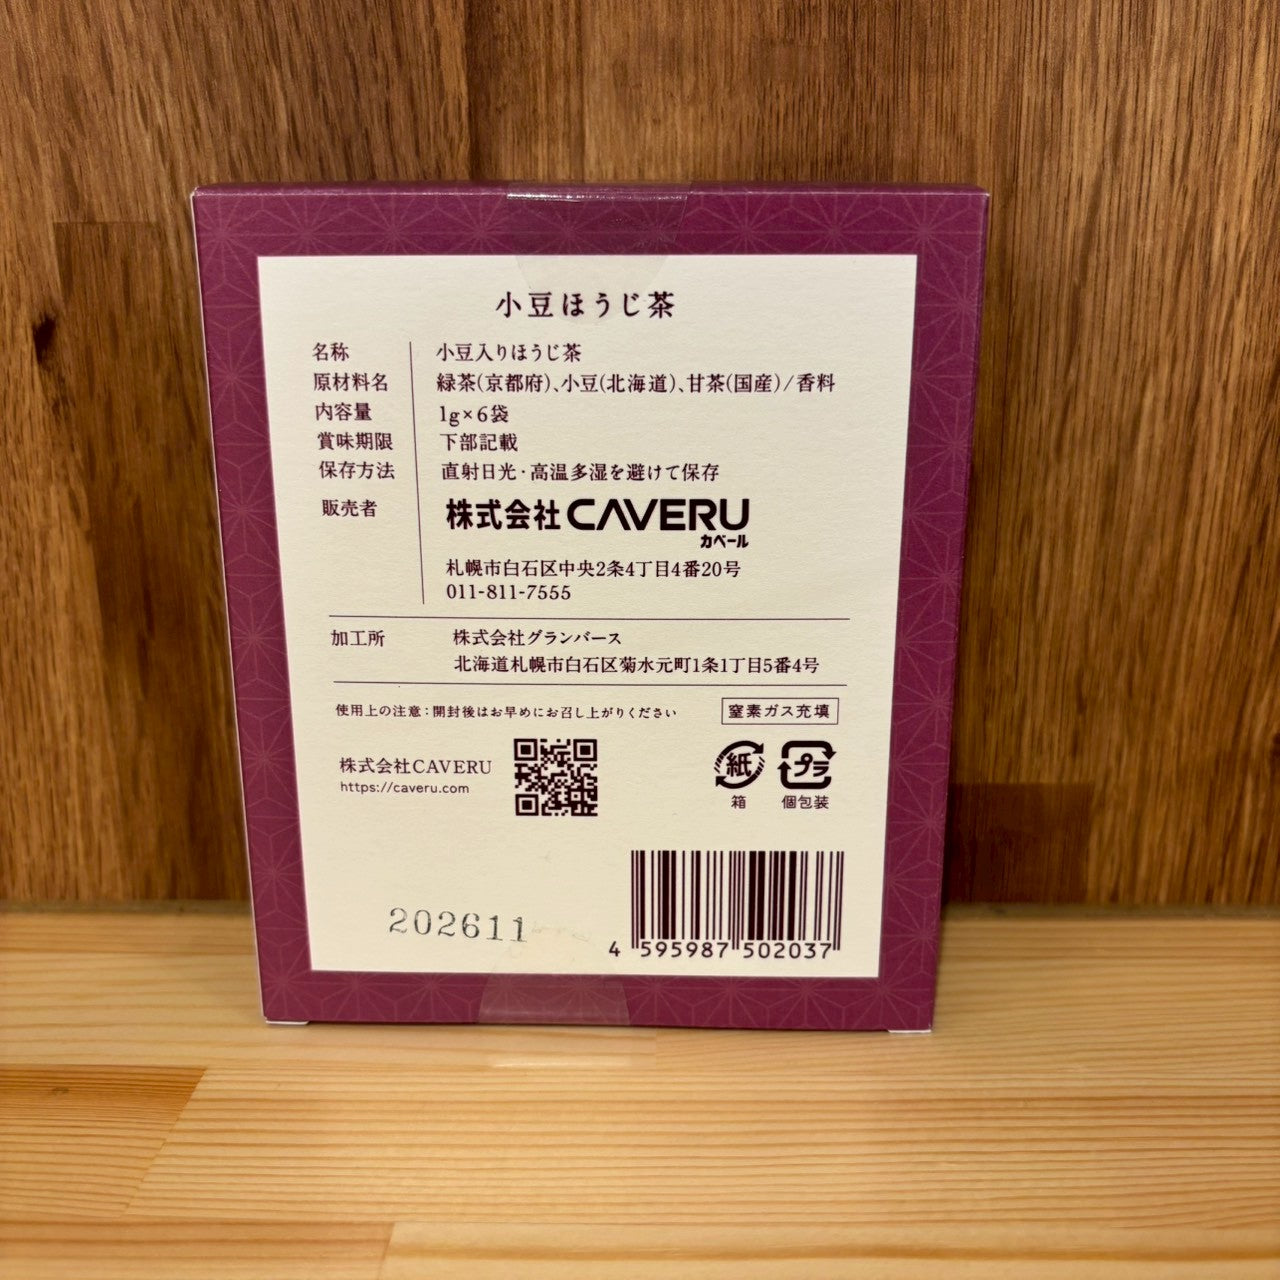 小豆ほうじ茶
名称 小豆入りほうじ茶
原材料名 緑茶(京都府)、小豆(北海道)、甘茶(国産)/香料
内容量 1g×6袋
賞味期限 下部記載
保存方法 直射日光・高温多湿を避けて保存
販売者 株式会社CAVERU
カベール
札幌市白石区中央2条4丁目4番20号
011-811-7555
加工所 株式会社グランバース
北海道札幌市白石区菊水元町1条1丁目5番4号
使用上の注意:開封後はお早めにお召し上がりください 窒素ガス充填
株式会社CAVERU
https://caveru.com
紙 プラ
箱 個包装
202611
4 595987 502037